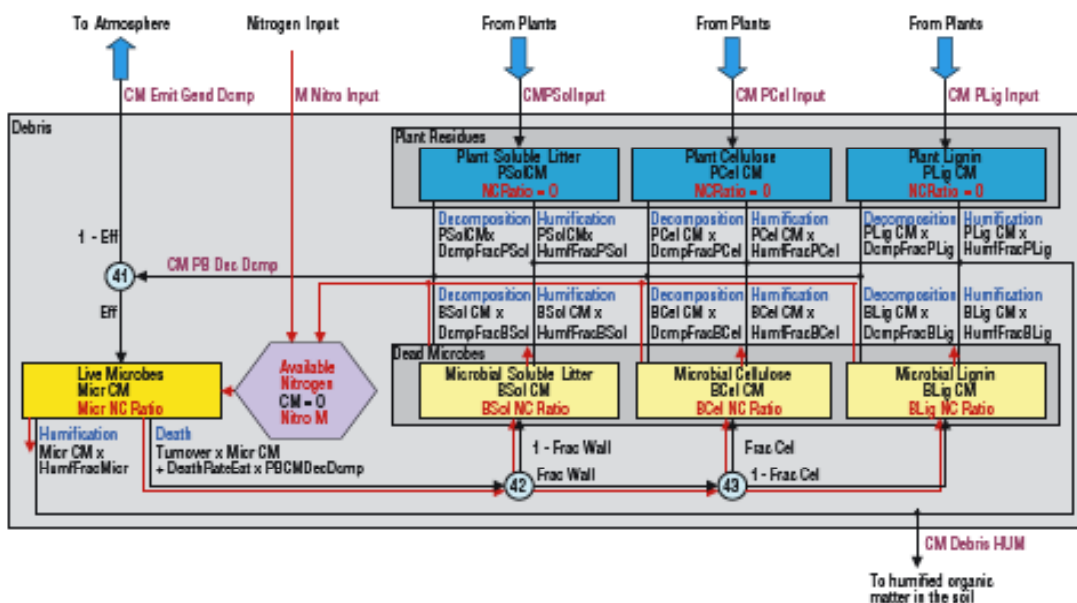 To Atmosphere
Nitrogen Input
From Plants
From Plants
From Plants
CM Emit Gend Dcmp
M Nitro Input
CMPSolInput
CM PCel Input
CM PLig Input
Debris
Plant Residues
Plant Soluble Litter
PSolCM
NCRatio = 0
Plant Cellulose
PCel CM
NCRatio = 0
Plant Lignin
PLig CM
NCRatio = 0
Decomposition
PSolCMx
DcmpFracPSol
Humification
PSolCMx
HumfFracPSol
Decomposition
PCel CM x
DcmpFracPCel
Humification
PCel CM x
HumfFracPCel
Decomposition
PLig CM x
DcmpFracPLig
Humification
PLig CM x
HumfFracPLig
1 - Eff
CM PB Dec Dcmp
41
Eff
Decomposition
BSol CM x
DcmpFracBSol
Humification
BSol CM x
HumfFracBSol
Decomposition
BCel CM x
DcmpFracBCel
Humification
BCel CM x
HumfFracBCel
Decomposition
BLig CM x
DcmpFracBLig
Humification
BLig CM x
HumfFracBLig
Dead Microbes
Live Microbes
Micr CM
Micr NC Ratio
Available
Nitrogen
CM = 0
Nitro M
Microbial Soluble Litter
BSol CM
BSol NC Ratio
Microbial Cellulose
BCel CM
BCel NC Ratio
Microbial Lignin
BLig CM
BLig NC Ratio
Humification
Micr CM x
HumfFracMicr
Death
Turnover x Micr CM
+ DeathRateEat x PBCMDecDcmp
1 - Frac Wall
Frac Wall
42
Frac Cel
1 - Frac Cel
43
CM Debris HUM
To humified organic
matter in the soil